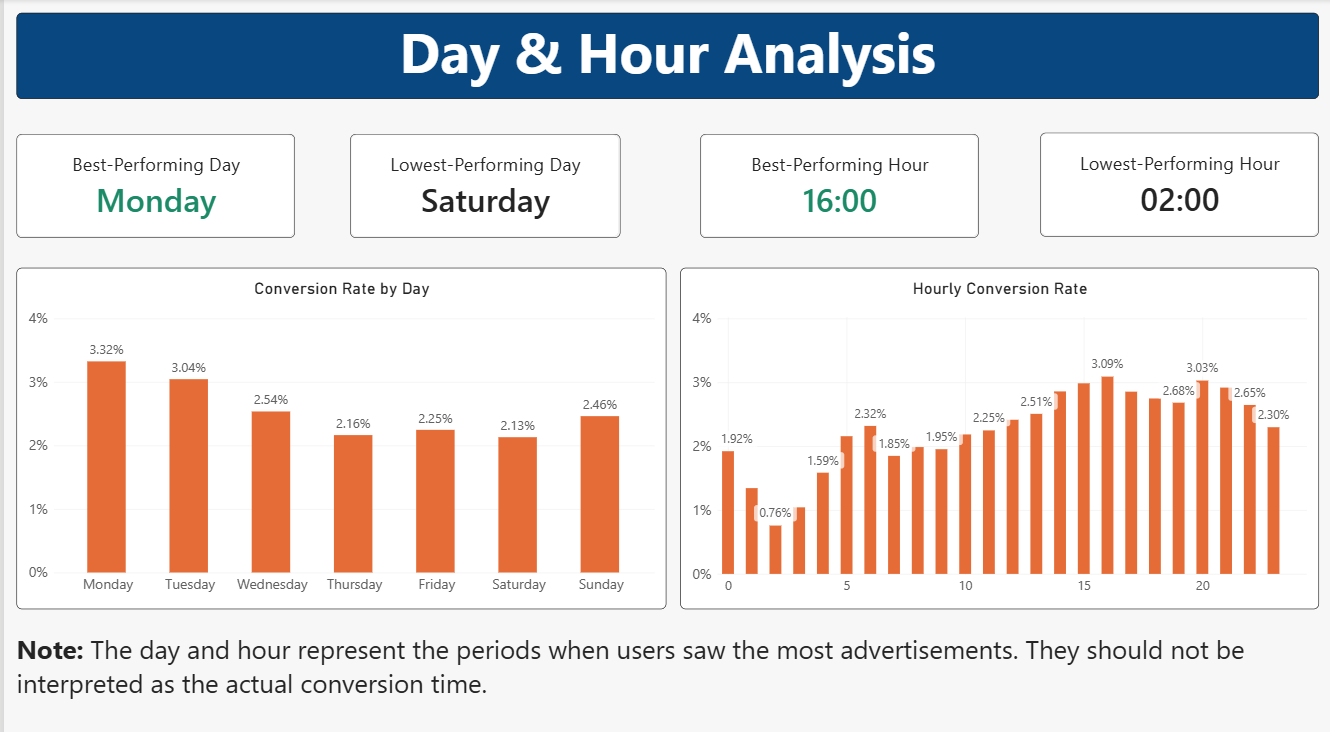 Day & Hour Analysis
Best-Performing Day
Monday
Lowest-Performing Day
Saturday
Best-Performing Hour
16:00
Lowest-Performing Hour
02:00
Conversion Rate by Day
4%
3%
2%
1%
0%
3.32%
3.04%
2.54%
2.16%
2.25%
2.13%
2.46%
Monday
Tuesday
Wednesday
Thursday
Friday
Saturday
Sunday
Hourly Conversion Rate
4%
3%
2%
1%
0%
1.92%
0.76%
1.59%
2.32%
1.85%
1.95%
2.25%
2.51%
3.09%
2.68%
3.03%
2.65%
2.30%
0
5
10
15
20
Note: The day and hour represent the periods when users saw the most advertisements. They should not be
interpreted as the actual conversion time.